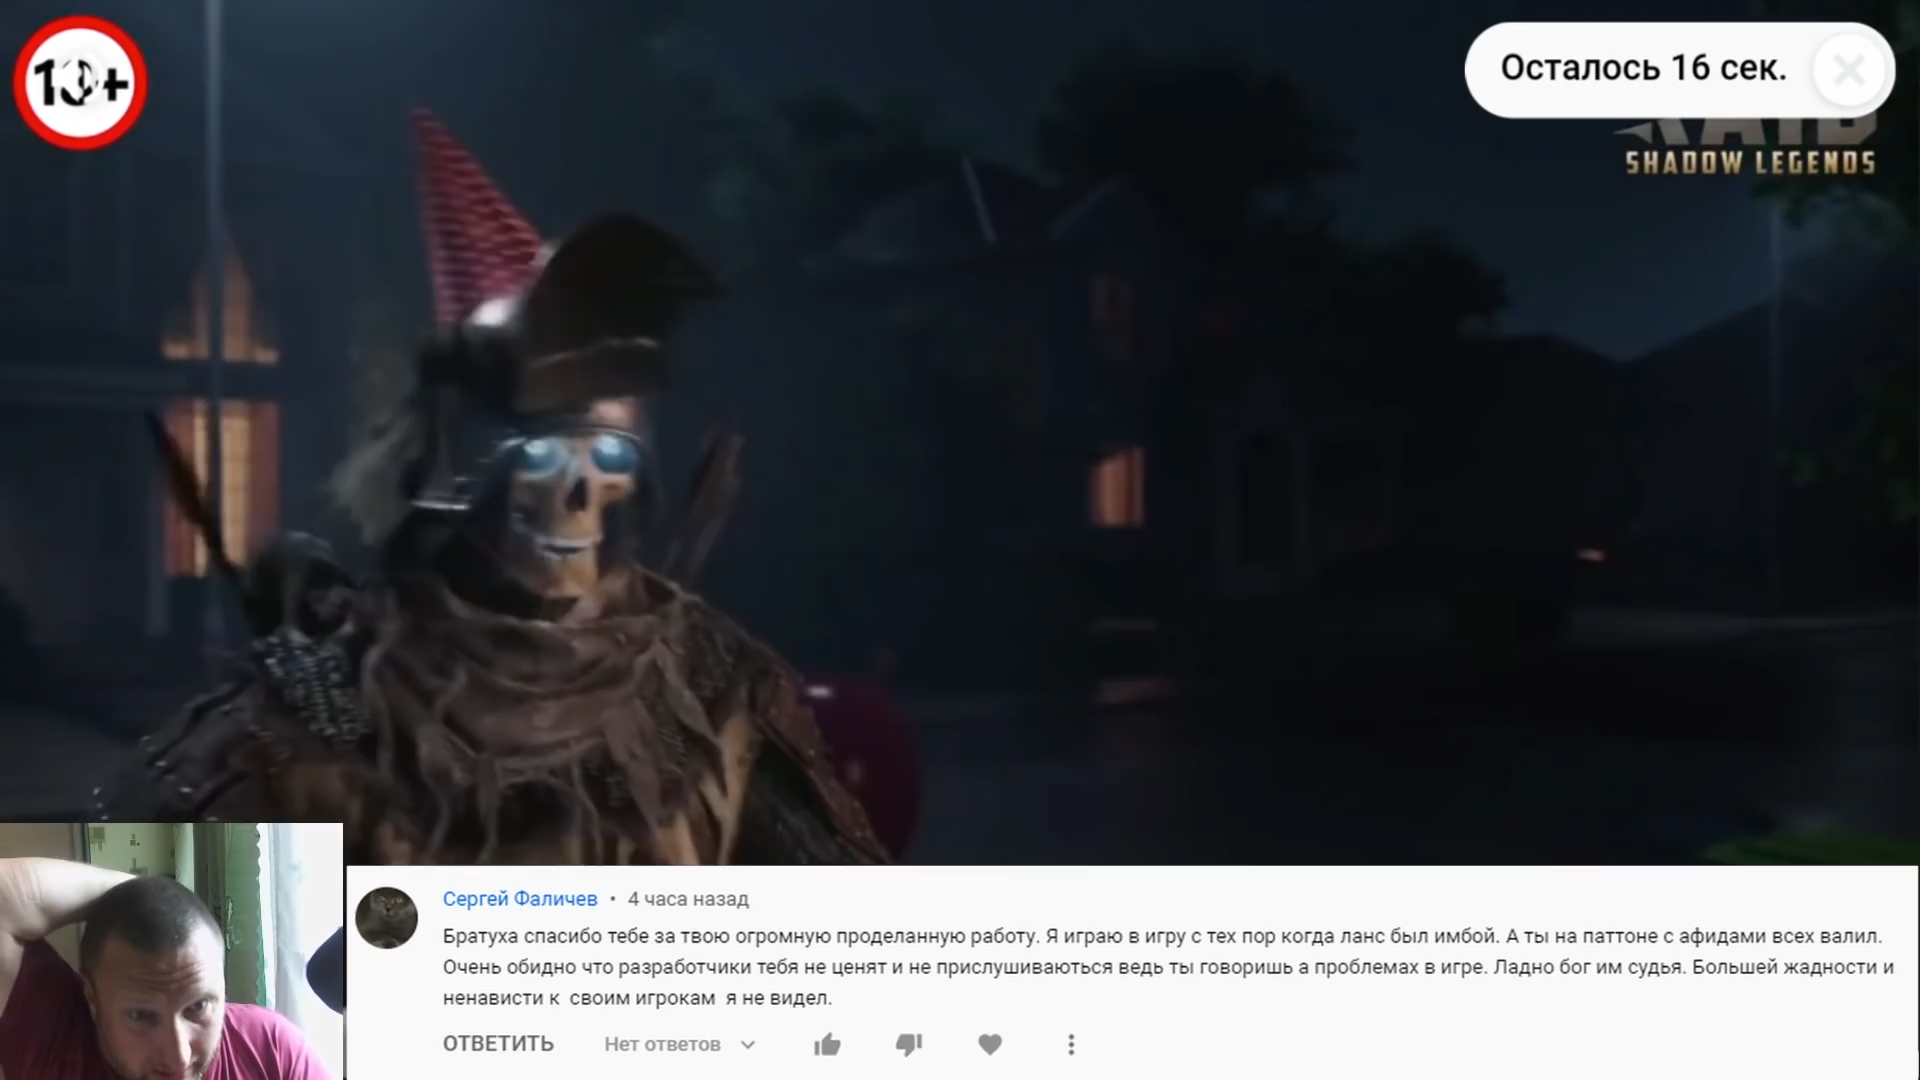 Осталось 16 сек.
RAID
SHADOW LEGENDS
Сергей Фаличев • 4 часа назад
Братуха спасибо тебе за твою огромную проделанную работу. Я играю в игру с тех пор когда ланс был имбой. А ты на паттоне с афидами всех валил.
Очень обидно что разработчики тебя не ценят и не прислушиваються ведь ты говоришь а проблемах в игре. Ладно бог им судья. Большей жадности и
ненависти к своим игрокам я не видел.
ОТВЕТИТЬ Нет ответов